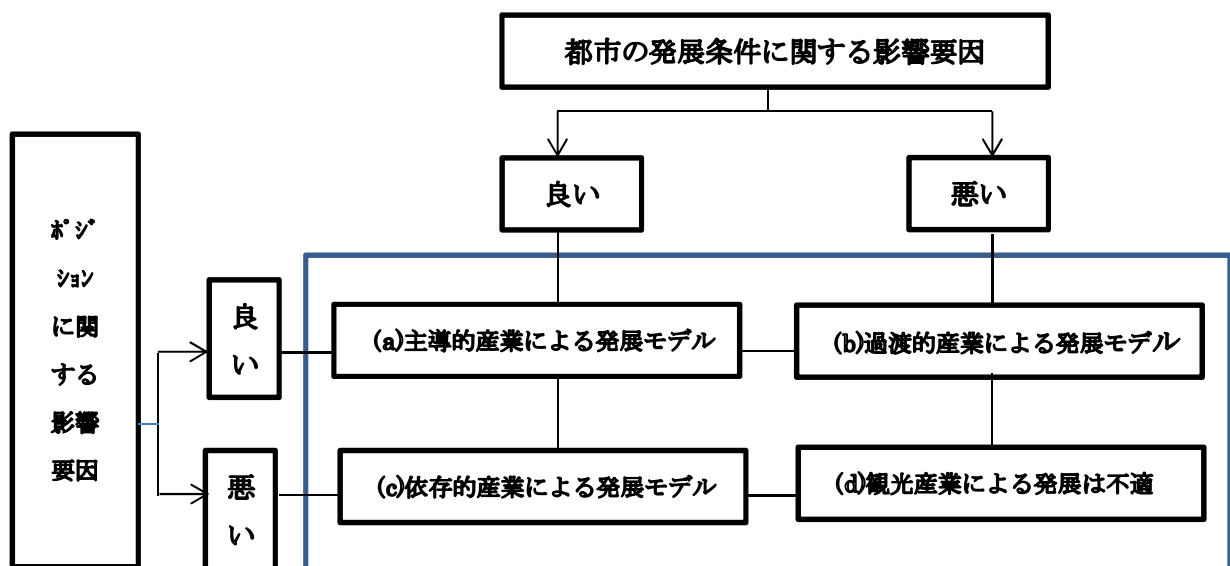 都市の発展条件に関する影響要因
良い
悪い
ﾎﾟｼﾞ
ｼｮﾝ
に関
する
影響
要因
良
い
(a)主導的産業による発展モデル
(b)過渡的産業による発展モデル
悪
い
(c)依存的産業による発展モデル
(d)観光産業による発展は不適